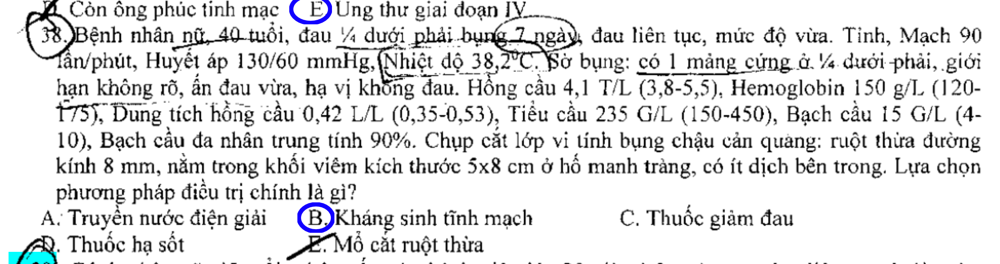 D. Còn ông phúc tinh mạc E. Ung thư giai đoạn IV
38. Bệnh nhân nữ, 40 tuổi, đau ¼ dưới phải bụng 7 ngày, đau liên tục, mức độ vừa. Tỉnh, Mạch 90
lần/phút, Huyết áp 130/60 mmHg, Nhiệt dộ 38,2⁰C. Sờ bụng: có 1 mảng cứng ở ¼ dưới phải, giới
hạn không rõ, ấn đau vừa, hạ vị không đau. Hồng cầu 4,1 T/L (3,8-5,5), Hemoglobin 150 g/L (120-
175), Dung tích hồng cầu 0,42 L/L (0,35-0,53), Tiểu cầu 235 G/L (150-450), Bạch cầu 15 G/L (4-
10), Bạch cầu đa nhân trung tính 90%. Chụp cắt lớp vi tính bụng chậu cản quang: ruột thừa đường
kính 8 mm, nằm trong khối viêm kích thước 5x8 cm ở hố manh tràng, có ít dịch bên trong. Lựa chọn
phương pháp điều trị chính là gì?
A. Truyền nước điện giải B. Kháng sinh tĩnh mạch C. Thuốc giảm đau
D. Thuốc hạ sốt E. Mổ cắt ruột thừa